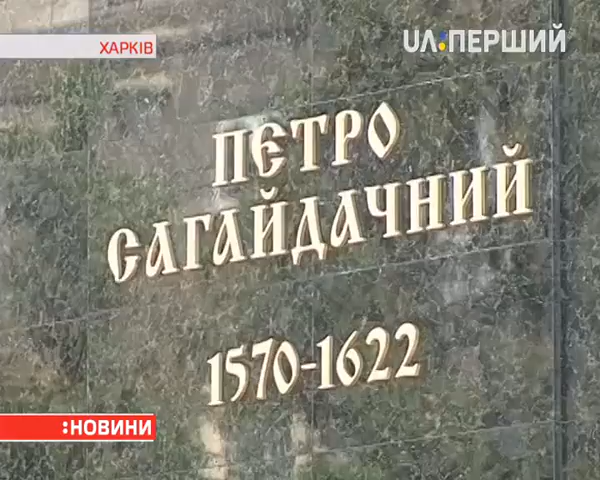 ХАРКІВ
UA:ПЕРШИЙ
ПЕТРО
САГАЙДАЧНИЙ
1570-1622
:НОВИНИ